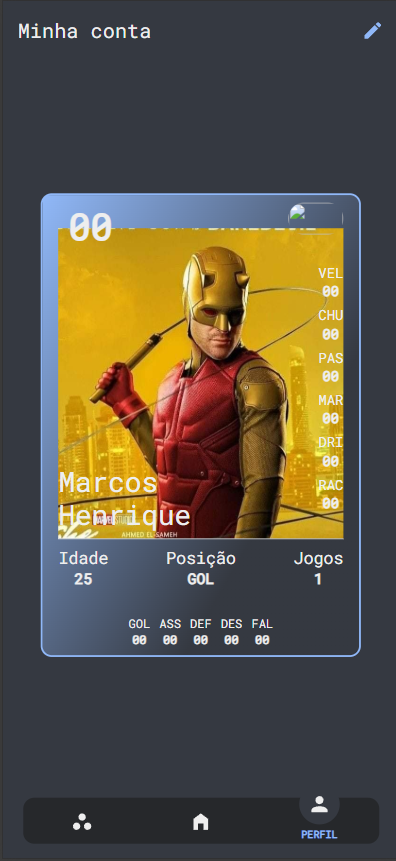 Minha conta
00
DAREDEVIL
VEL
00
CHU
00
PAS
00
MAR
00
DRI
00
RAC
00
Marcos
Henrique
AHMED EL-SAMEH
Idade Posição Jogos
25 GOL 1
GOL ASS DEF DES FAL
00 00 00 00 00
PERFIL